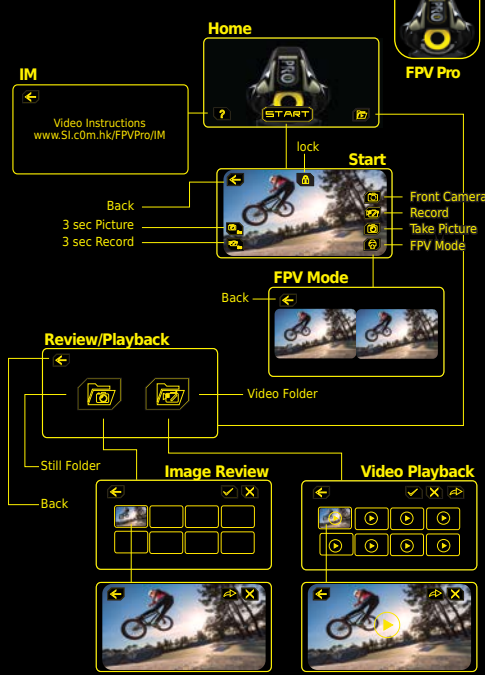 Home
FPV Pro
IM
Video Instructions
www.SI.c0m.hk/FPVPro/IM
PRO
?
START
lock
Start
Back
3 sec Picture
3 sec Record
Front Camera
Record
Take Picture
FPV Mode
FPV Mode
Back
Review/Playback
Video Folder
Still Folder
Back
Image Review
Video Playback